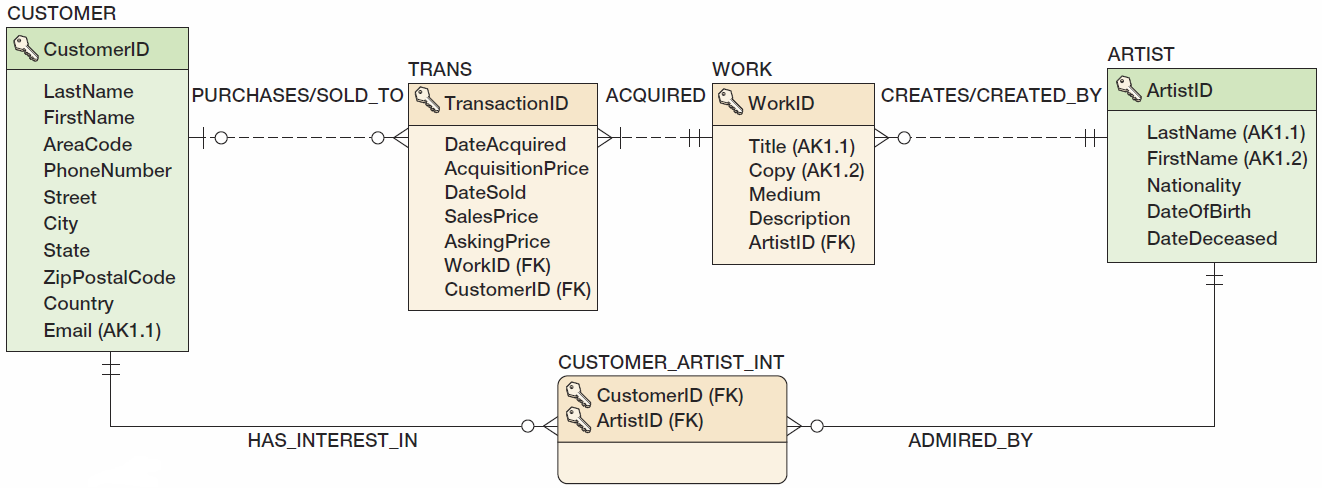 CUSTOMER
CustomerID
LastName
FirstName
AreaCode
PhoneNumber
Street
City
State
ZipPostalCode
Country
Email (AK1.1)
PURCHASES/SOLD_TO
TRANS
TransactionID
DateAcquired
AcquisitionPrice
DateSold
SalesPrice
AskingPrice
WorkID (FK)
CustomerID (FK)
ACQUIRED
WORK
WorkID
Title (AK1.1)
Copy (AK1.2)
Medium
Description
ArtistID (FK)
CREATES/CREATED_BY
ARTIST
ArtistID
LastName (AK1.1)
FirstName (AK1.2)
Nationality
DateOfBirth
DateDeceased
HAS_INTEREST_IN
CUSTOMER_ARTIST_INT
CustomerID (FK)
ArtistID (FK)
ADMIRED_BY